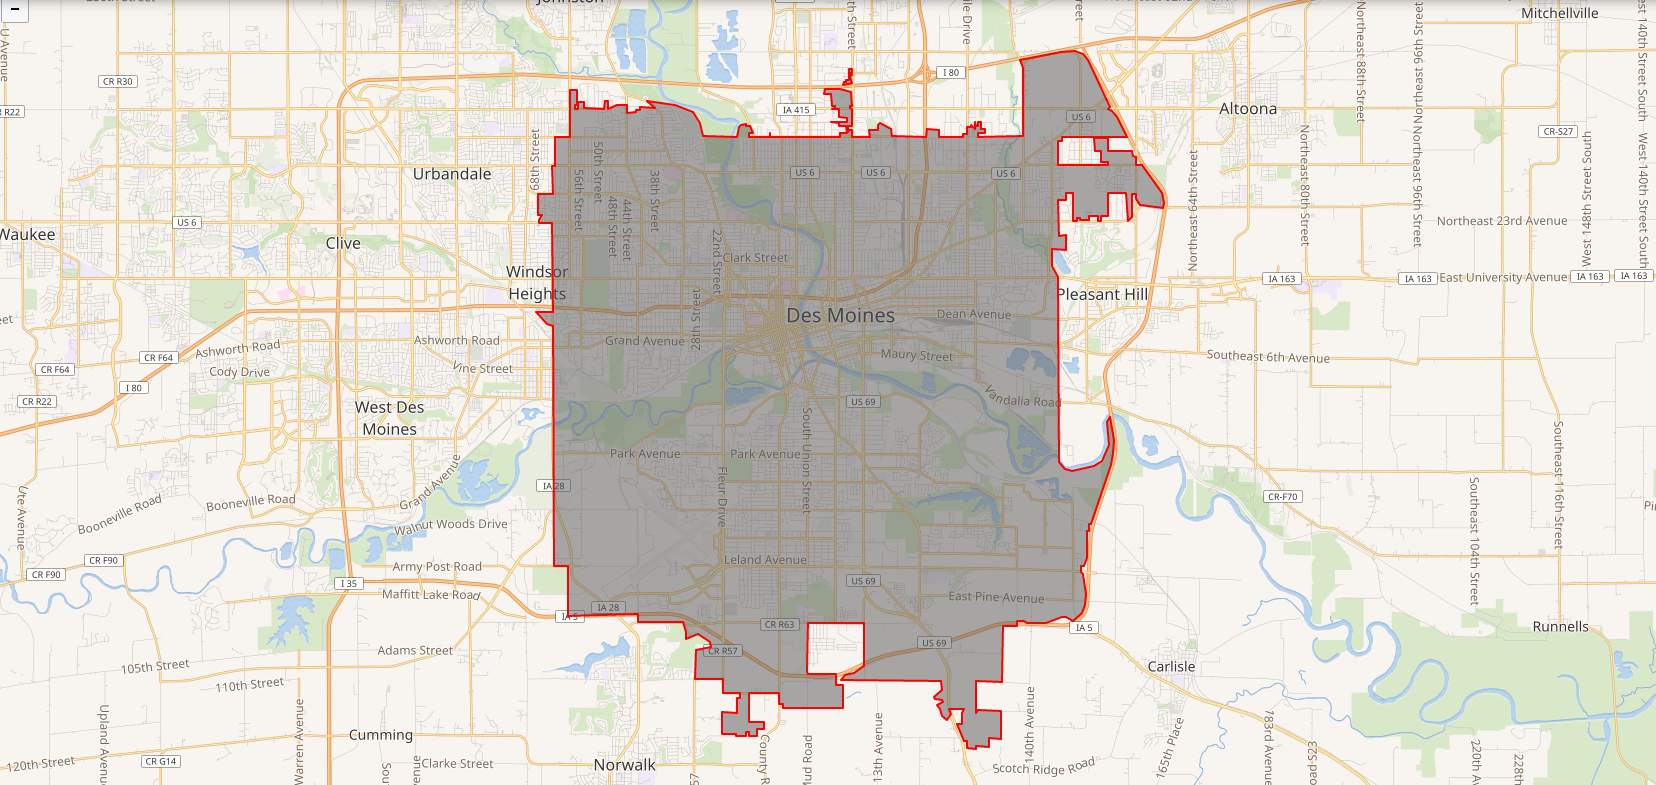 −
Johnston
Mitchellville
CR R30
I 80
IA 415
US 6
Altoona
CR-S27
68th Street
50th Street
56th Street
48th Street
44th Street
38th Street
Urbandale
US 6
US 6
US 6
Northeast 64th Street
Northeast 80th Street
Northeast 88th Street
Northeast 96th Street
Northeast 96th Street
West 140th Street South
West 148th Street South
US 6
Northeast 23rd Avenue
Waukee
Clive
22nd Street
Clark Street
Windsor
Heights
IA 163
IA 163
East University Avenue
IA 163
IA 163
Pleasant Hill
28th Street
Des Moines
Dean Avenue
Ashworth Road
Ashworth Road
Grand Avenue
Maury Street
Southeast 6th Avenue
CR F64
CR F64
Cody Drive
Vine Street
I 80
CR R22
West Des
Moines
US 69
Vandalia Road
South Union Street
Park Avenue
Park Avenue
Grand Avenue
Fleur Drive
IA 28
Ute Avenue
Booneville Road
Booneville Road
CR-F70
Southeast 116th Street
Southeast 104th Street
Walnut Woods Drive
CR F90
CR F90
Army Post Road
Leland Avenue
I 35
Maffitt Lake Road
US 69
East Pine Avenue
IA 28
IA 5
CR R63
IA 5
Runnells
US 69
CR R57
Adams Street
105th Street
110th Street
Carlisle
Warren Avenue
Upland Avenue
Cumming
120th Street
CR G14
Clarke Street
Norwalk
13th Avenue
140th Avenue
165th Place
Scotch Ridge Road
183rd Avenue